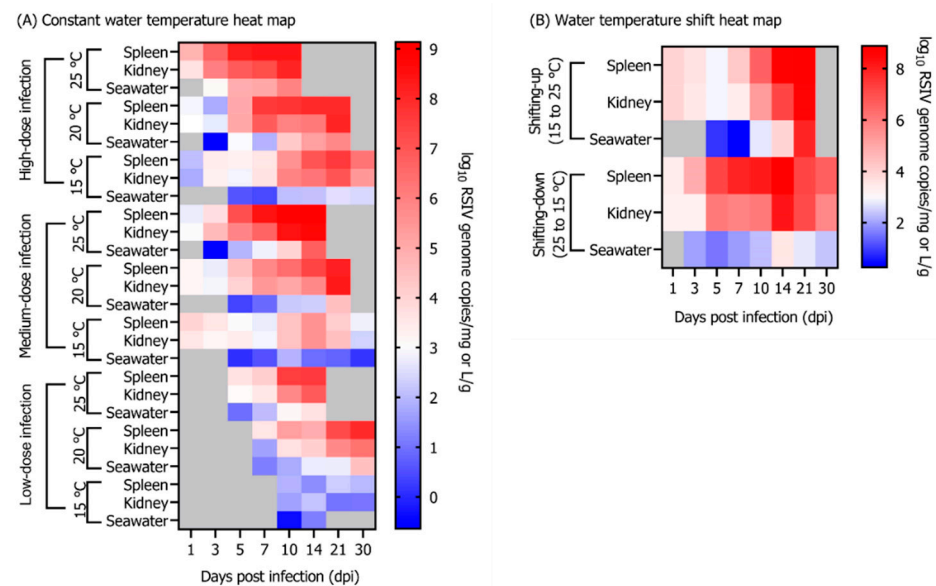 (A) Constant water temperature heat map
High-dose infection
25 °C
Spleen
Kidney
Seawater
20 °C
Spleen
Kidney
Seawater
15 °C
Spleen
Kidney
Seawater
Medium-dose infection
25 °C
Spleen
Kidney
Seawater
20 °C
Spleen
Kidney
Seawater
15 °C
Spleen
Kidney
Seawater
Low-dose infection
25 °C
Spleen
Kidney
Seawater
20 °C
Spleen
Kidney
Seawater
15 °C
Spleen
Kidney
Seawater
1 3 5 7 10 14 21 30
Days post infection (dpi)
9
8
7
6
5
4
3
2
1
0
log₁₀ RSIV genome copies/mg or L/g
(B) Water temperature shift heat map
Shifting-up
(15 to 25 °C)
Spleen
Kidney
Seawater
Shifting-down
(25 to 15 °C)
Spleen
Kidney
Seawater
1 3 5 7 10 14 21 30
Days post infection (dpi)
8
6
4
2
log₁₀ RSIV genome copies/mg or L/g